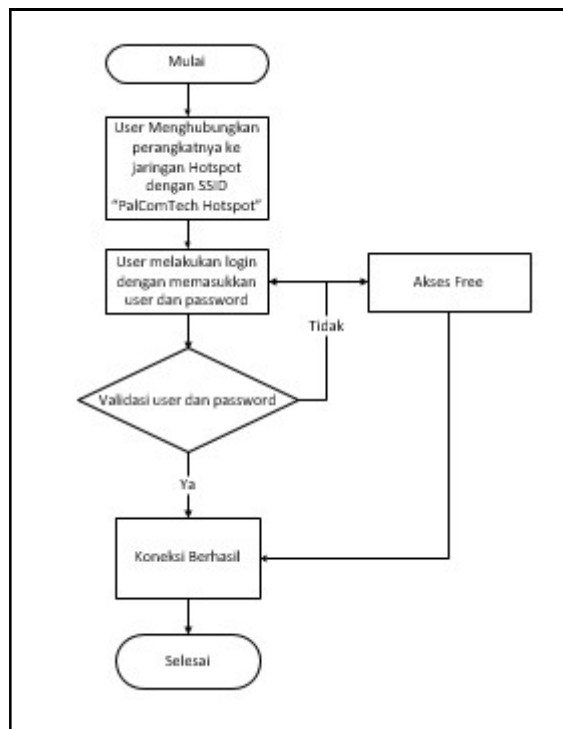 Mulai
User Menghubungkan
perangkatnya ke
jaringan Hotspot
dengan SSID
“PalComTech Hotspot”
User melakukan login
dengan memasukkan
user dan password
Akses Free
Tidak
Validasi user dan password
Ya
Koneksi Berhasil
Selesai